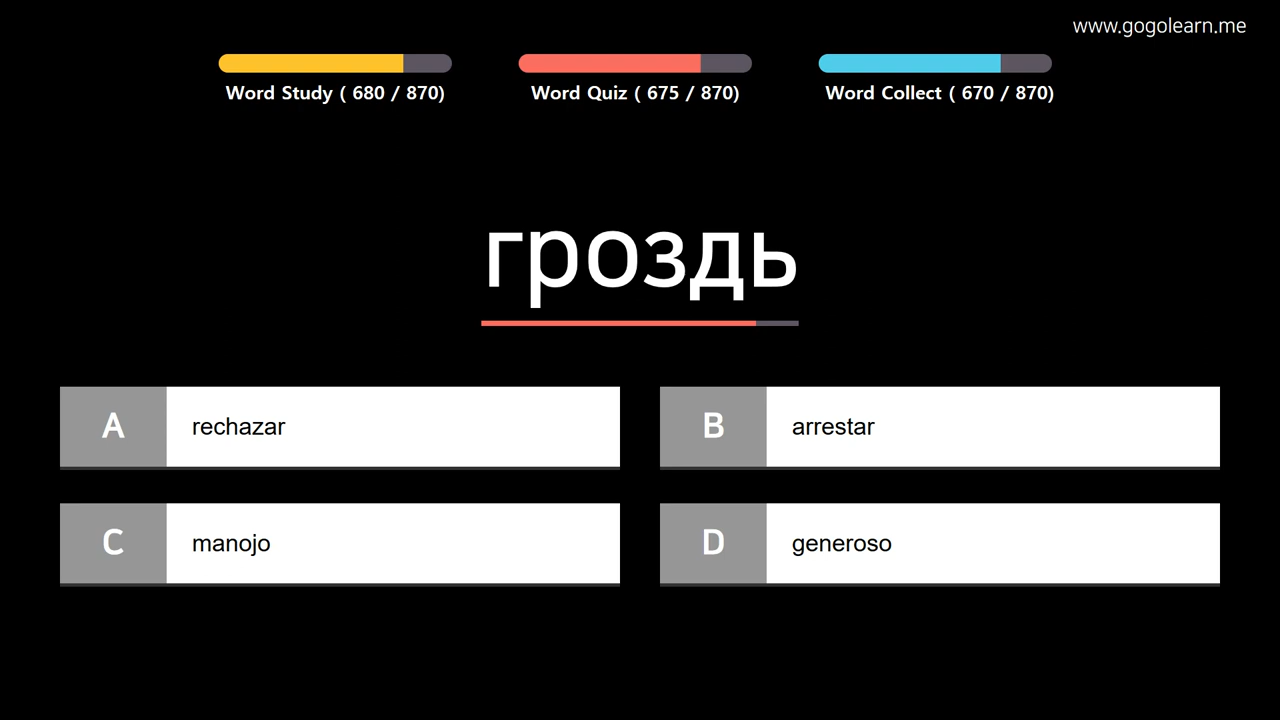 www.gogolearn.me
Word Study ( 680 / 870)
Word Quiz ( 675 / 870)
Word Collect ( 670 / 870)
гроздь
A rechazar
B arrestar
C manojo
D generoso